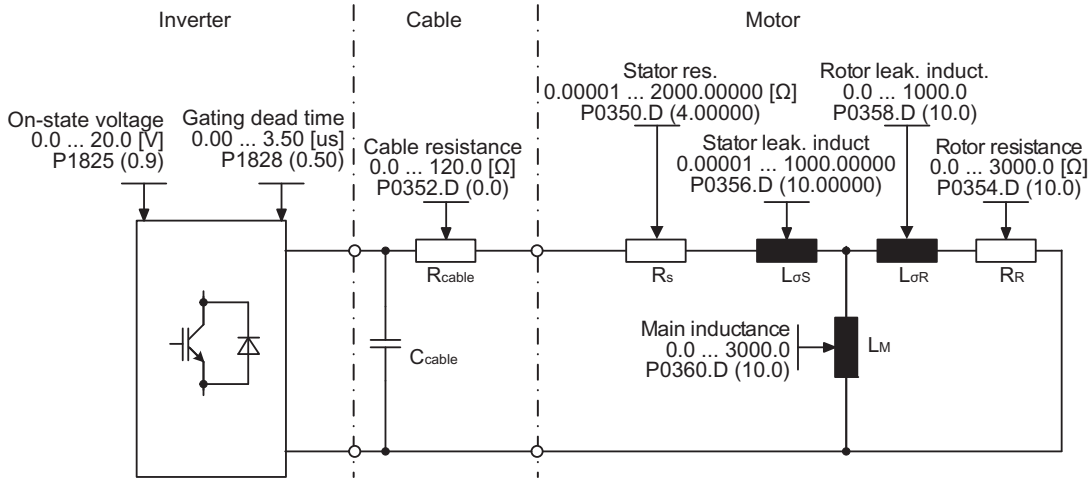 Inverter
Cable
Motor
On-state voltage
0.0 ... 20.0 [V]
P1825 (0.9)
Gating dead time
0.00 ... 3.50 [us]
P1828 (0.50)
Cable resistance
0.0 ... 120.0 [Ω]
P0352.D (0.0)
Stator res.
0.00001 ... 2000.00000 [Ω]
P0350.D (4.00000)
Stator leak. induct
0.00001 ... 1000.00000
P0356.D (10.00000)
Rotor leak. induct.
0.0 ... 1000.0
P0358.D (10.0)
Rotor resistance
0.0 ... 3000.0 [Ω]
P0354.D (10.0)
Rcable
Rs
LσS
LσR
RR
Ccable
Main inductance
0.0 ... 3000.0
P0360.D (10.0)
LM